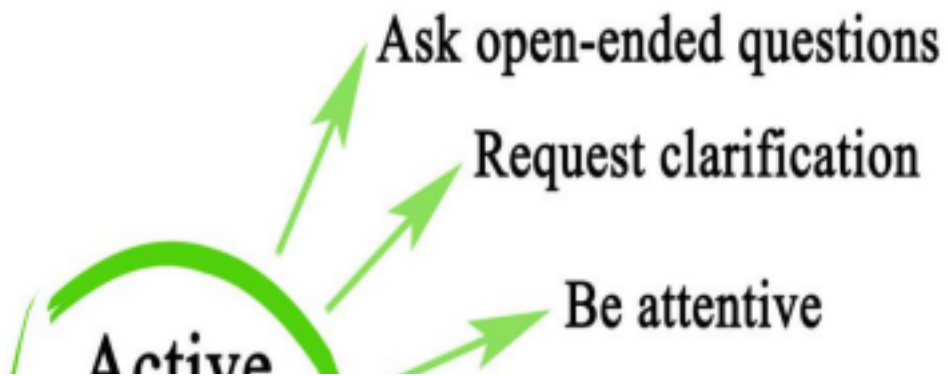 Ask open-ended questions
Request clarification
Be attentive
Active